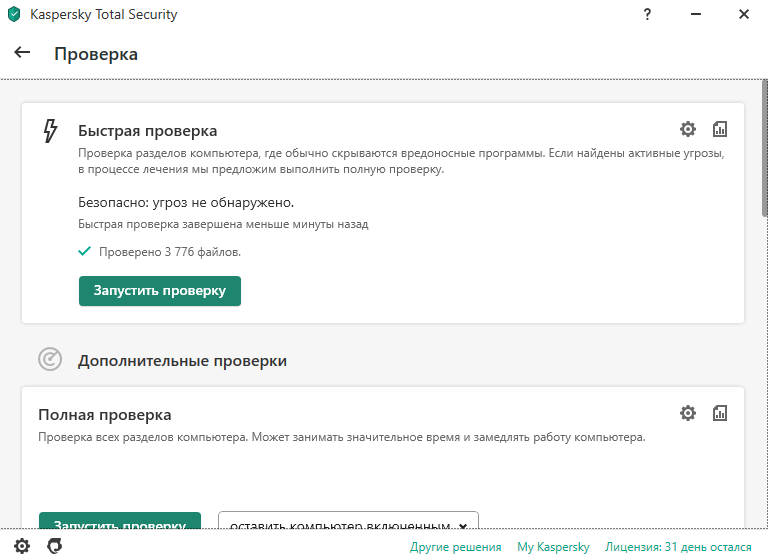 Kaspersky Total Security
?
Проверка
Быстрая проверка
Проверка разделов компьютера, где обычно скрываются вредоносные программы. Если найдены активные угрозы,
в процессе лечения мы предложим выполнить полную проверку.
Безопасно: угроз не обнаружено.
Быстрая проверка завершена меньше минуты назад
Проверено 3 776 файлов.
Запустить проверку
Дополнительные проверки
Полная проверка
Проверка всех разделов компьютера. Может занимать значительное время и замедлять работу компьютера.
Запустить проверку
оставить компьютер включенным
Другие решения
My Kaspersky
Лицензия: 31 день остался